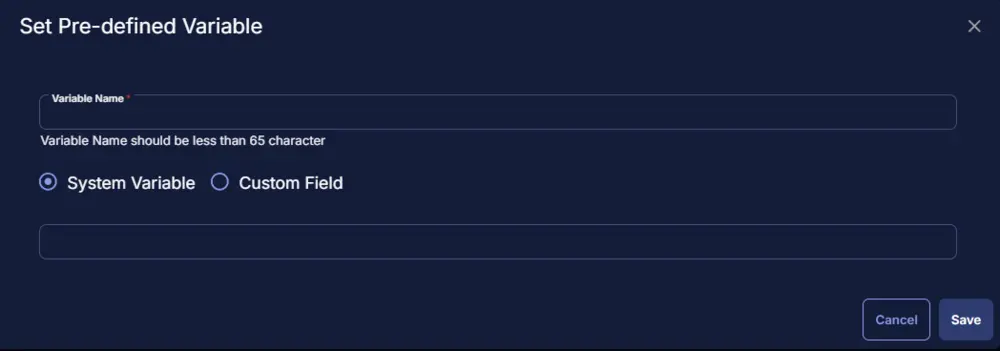 Set Pre-defined Variable
Variable Name *
Variable Name should be less than 65 character
System Variable Custom Field
Cancel Save